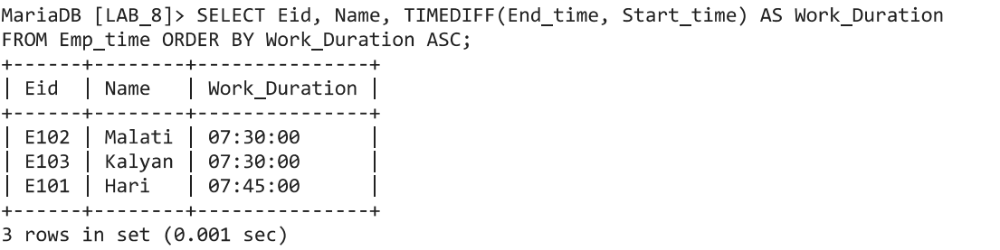 MariaDB [LAB_8]> SELECT Eid, Name, TIMEDIFF(End_time, Start_time) AS Work_Duration
FROM Emp_time ORDER BY Work_Duration ASC;
+------+--------+---------------+
| Eid  | Name   | Work_Duration |
+------+--------+---------------+
| E102 | Malati | 07:30:00      |
| E103 | Kalyan | 07:30:00      |
| E101 | Hari   | 07:45:00      |
+------+--------+---------------+
3 rows in set (0.001 sec)